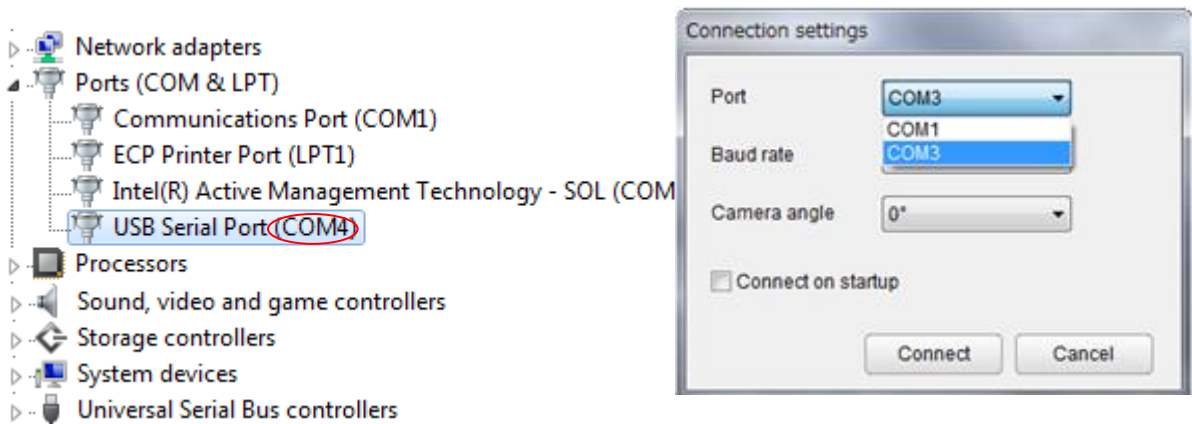 Network adapters
Ports (COM & LPT)
Communications Port (COM1)
ECP Printer Port (LPT1)
Intel(R) Active Management Technology - SOL (COM
USB Serial Port (COM4)
Processors
Sound, video and game controllers
Storage controllers
System devices
Universal Serial Bus controllers
Connection settings
Port COM3
COM1
Baud rate COM3
Camera angle 0°
Connect on startup
Connect Cancel